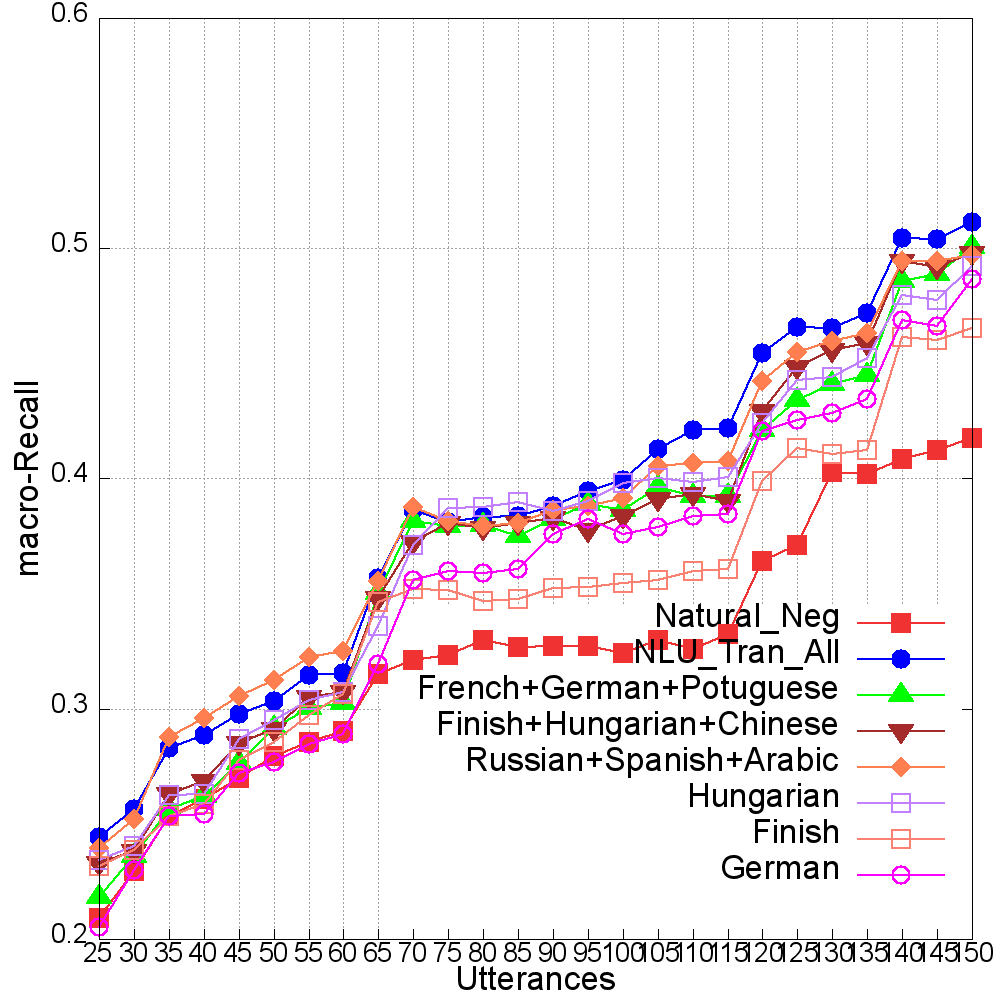 0.6
0.5
0.4
0.3
0.2
macro-Recall
Natural_Neg
NLU_Tran_All
French+German+Potuguese
Finish+Hungarian+Chinese
Russian+Spanish+Arabic
Hungarian
Finish
German
25 30 35 40 45 50 55 60 65 70 75 80 85 90 95 100 105 110 115 120 125 130 135 140 145 150
Utterances